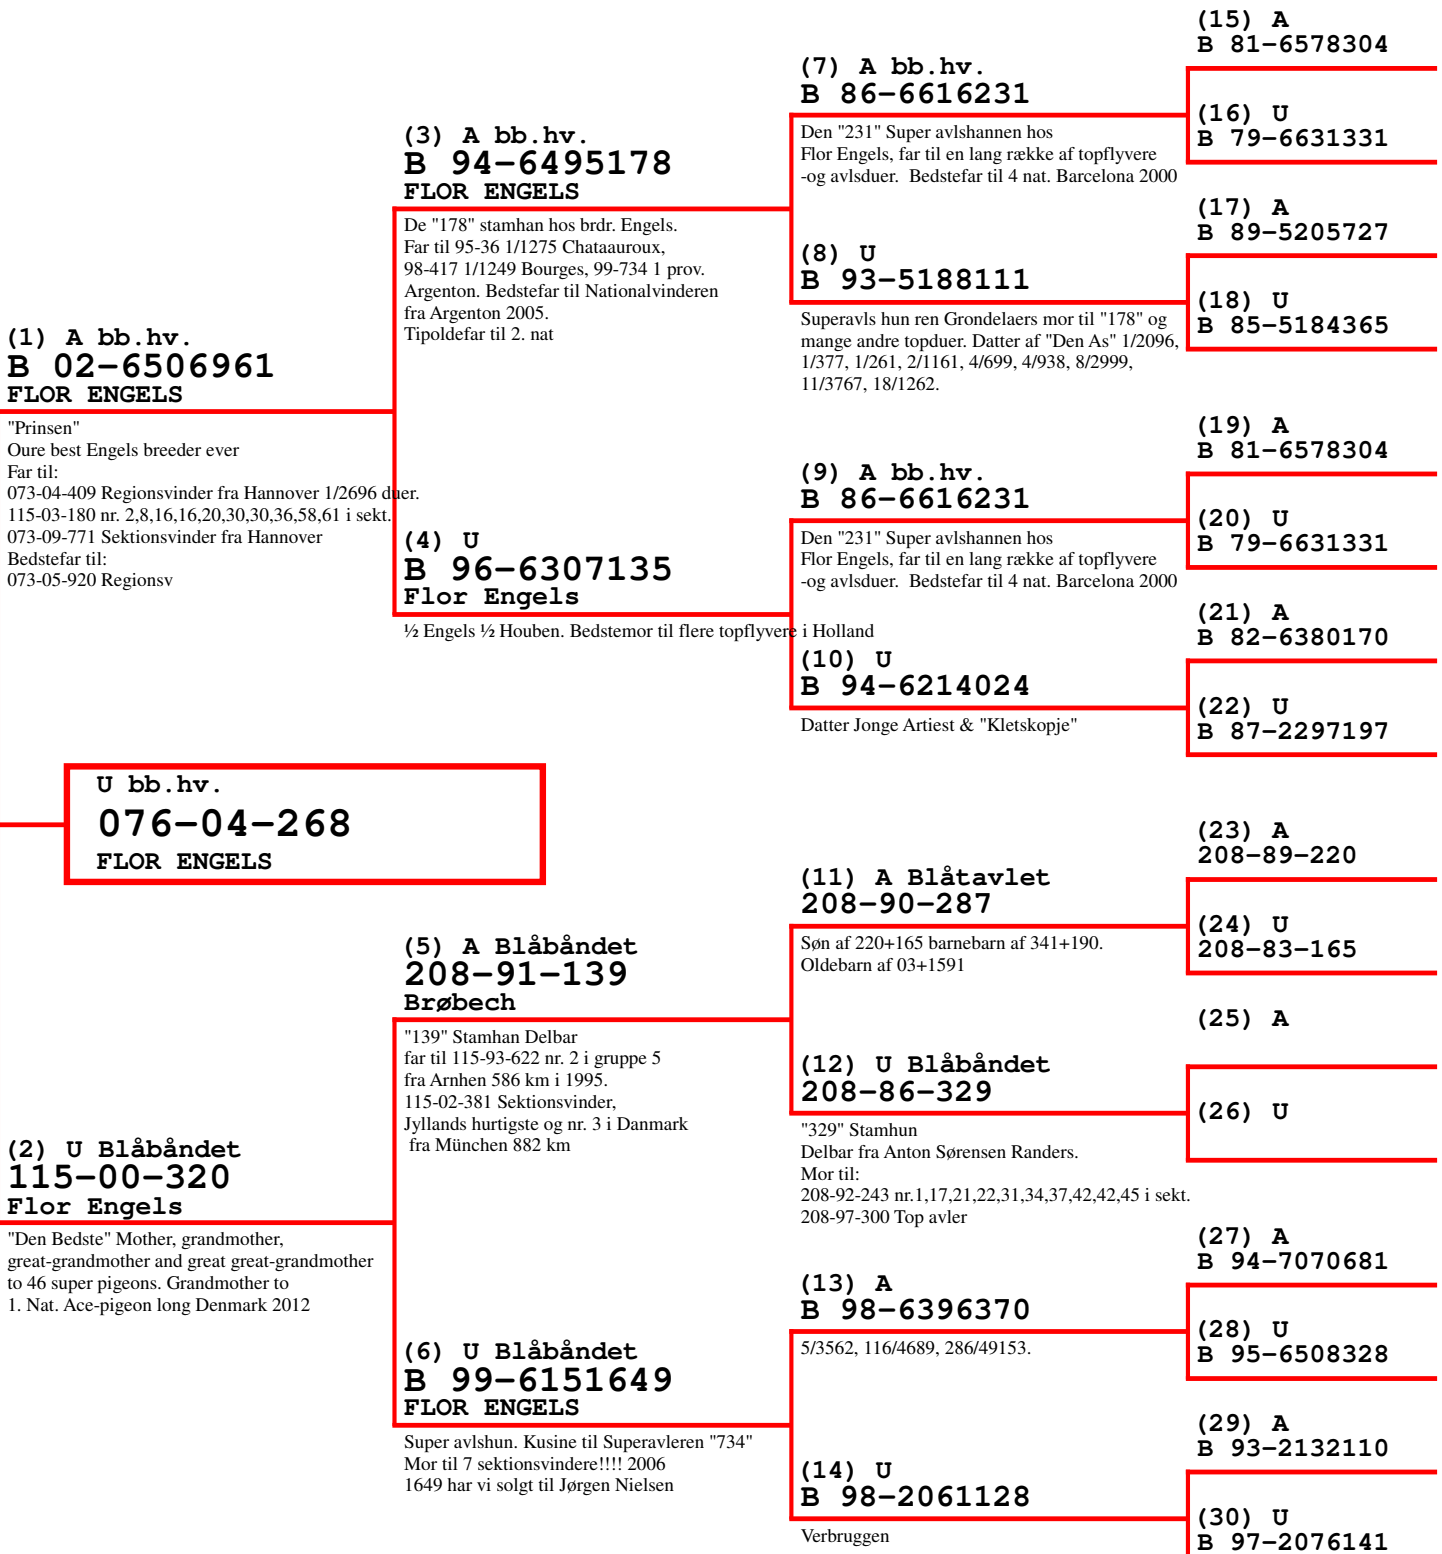 (1) A bb.hv.
B 02-6506961
FLOR ENGELS
"Prinsen"
Oure best Engels breeder ever
Far til:
073-04-409 Regionsvinder fra Hannover 1/2696 duer.
115-03-180 nr. 2,8,16,16,20,30,30,36,58,61 i sekt.
073-09-771 Sektionsvinder fra Hannover
Bedstefar til:
073-05-920 Regionsv
U bb.hv.
076-04-268
FLOR ENGELS
(2) U Blåbåndet
115-00-320
Flor Engels
"Den Bedste" Mother, grandmother,
great-grandmother and great great-grandmother
to 46 super pigeons. Grandmother to
1. Nat. Ace-pigeon long Denmark 2012
(3) A bb.hv.
B 94-6495178
FLOR ENGELS
De "178" stamhan hos brdr. Engels.
Far til 95-36 1/1275 Chataauroux,
98-417 1/1249 Bourges, 99-734 1 prov.
Argenton. Bedstefar til Nationalvinderen
fra Argenton 2005.
Tipoldefar til 2. nat
(4) U
B 96-6307135
Flor Engels
½ Engels ½ Houben. Bedstemor til flere topflyvere i Holland
(5) A Blåbåndet
208-91-139
Brøbech
"139" Stamhan Delbar
far til 115-93-622 nr. 2 i gruppe 5
fra Arnhen 586 km i 1995.
115-02-381 Sektionsvinder,
Jyllands hurtigste og nr. 3 i Danmark
fra München 882 km
(6) U Blåbåndet
B 99-6151649
FLOR ENGELS
Super avlshun. Kusine til Superavleren "734"
Mor til 7 sektionsvindere!!!! 2006
1649 har vi solgt til Jørgen Nielsen
(7) A bb.hv.
B 86-6616231
Den "231" Super avlshannen hos
Flor Engels, far til en lang række af topflyvere
-og avlsduer. Bedstefar til 4 nat. Barcelona 2000
(8) U
B 93-5188111
Superavls hun ren Grondelaers mor til "178" og
mange andre topduer. Datter af "Den As" 1/2096,
1/377, 1/261, 2/1161, 4/699, 4/938, 8/2999,
11/3767, 18/1262.
(9) A bb.hv.
B 86-6616231
Den "231" Super avlshannen hos
Flor Engels, far til en lang række af topflyvere
-og avlsduer. Bedstefar til 4 nat. Barcelona 2000
(10) U
B 94-6214024
Datter Jonge Artiest & "Kletskopje"
(11) A Blåtavlet
208-90-287
Søn af 220+165 barnebarn af 341+190.
Oldebarn af 03+1591
(12) U Blåbåndet
208-86-329
"329" Stamhun
Delbar fra Anton Sørensen Randers.
Mor til:
208-92-243 nr.1,17,21,22,31,34,37,42,42,45 i sekt.
208-97-300 Top avler
(13) A
B 98-6396370
5/3562, 116/4689, 286/49153.
(14) U
B 98-2061128
Verbruggen
(15) A
B 81-6578304
(16) U
B 79-6631331
(17) A
B 89-5205727
(18) U
B 85-5184365
(19) A
B 81-6578304
(20) U
B 79-6631331
(21) A
B 82-6380170
(22) U
B 87-2297197
(23) A
208-89-220
(24) U
208-83-165
(25) A
(26) U
(27) A
B 94-7070681
(28) U
B 95-6508328
(29) A
B 93-2132110
(30) U
B 97-2076141